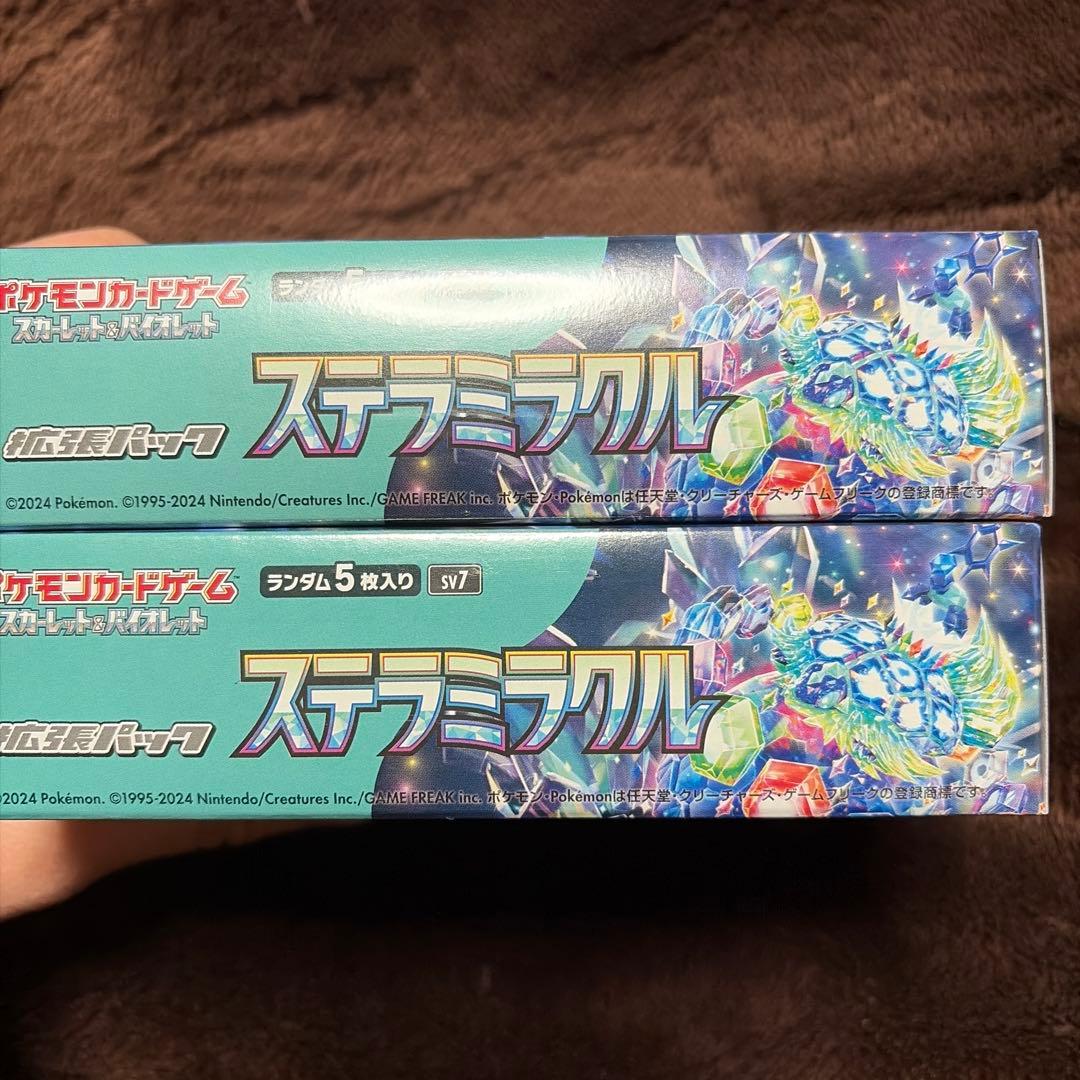 ポケモンカードゲーム
スカーレット&バイオレット
ランダム5
拡張パック
ステラミラクル
©2024 Pokémon. ©1995-2024 Nintendo/Creatures Inc./GAME FREAK inc. ポケモン・Pokémonは任天堂・クリーチャーズ・ゲームフリークの登録商標です。
ポケモンカードゲーム
スカーレット&バイオレット
ランダム5枚入り SV7
拡張パック
ステラミラクル
©2024 Pokémon. ©1995-2024 Nintendo/Creatures Inc./GAME FREAK inc. ポケモン・Pokémonは任天堂・クリーチャーズ・ゲームフリークの登録商標です。